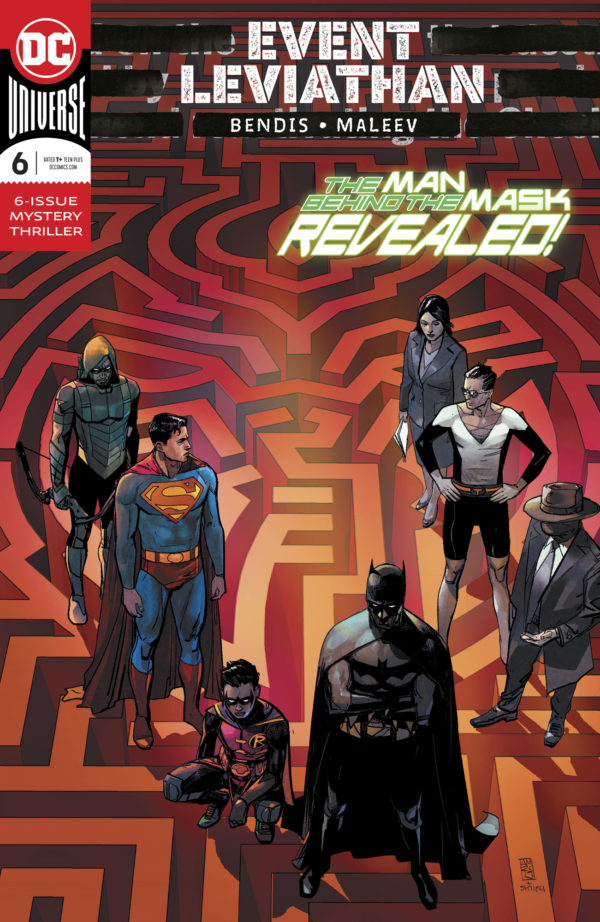 DC
UNIVERSE
6
RATED T+ TEEN PLUS
DCCOMICS.COM
6-ISSUE
MYSTERY
THRILLER
EVENT
LEVIATHAN
BENDIS • MALEEV
THE MAN
BEHIND THE MASK
REVEALED!
S
R